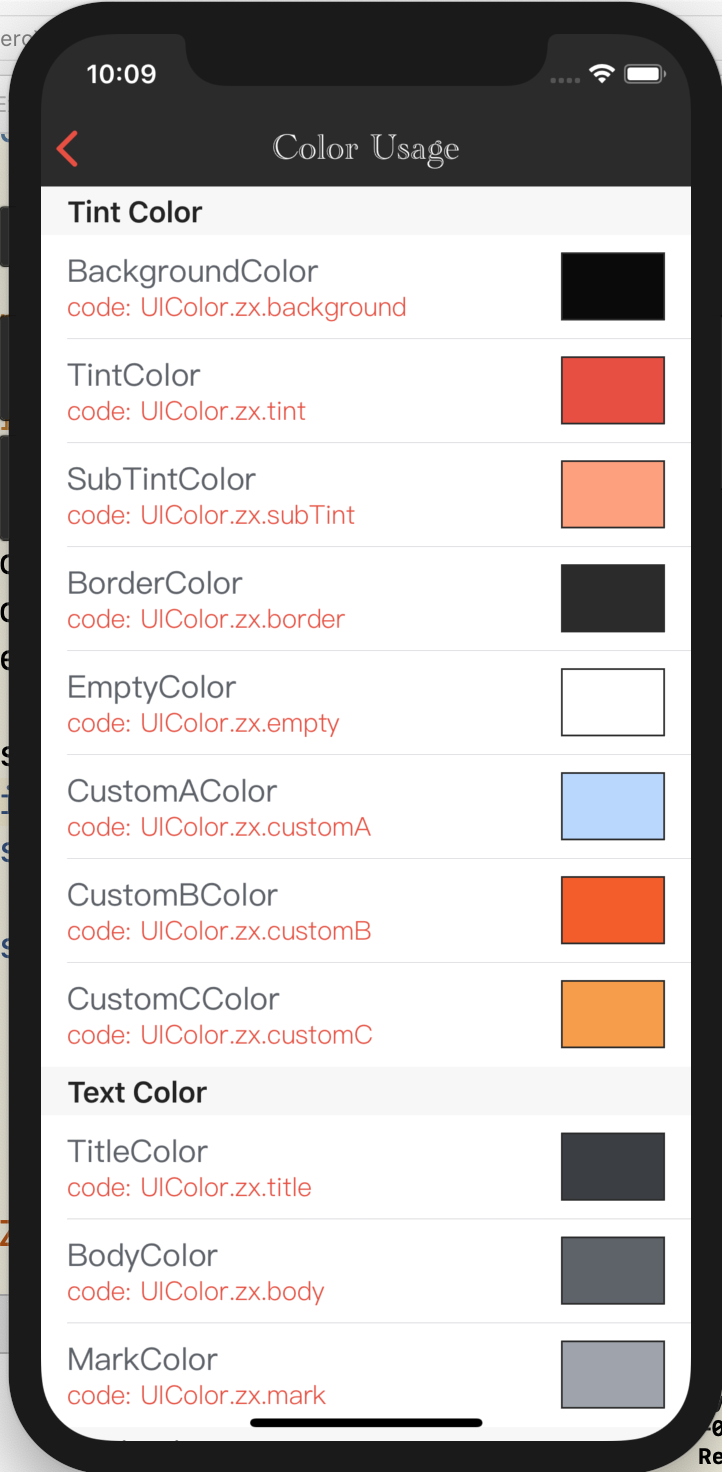 10:09
Color Usage
Tint Color
BackgroundColor
code: UIColor.zx.background
TintColor
code: UIColor.zx.tint
SubTintColor
code: UIColor.zx.subTint
BorderColor
code: UIColor.zx.border
EmptyColor
code: UIColor.zx.empty
CustomAColor
code: UIColor.zx.customA
CustomBColor
code: UIColor.zx.customB
CustomCColor
code: UIColor.zx.customC
Text Color
TitleColor
code: UIColor.zx.title
BodyColor
code: UIColor.zx.body
MarkColor
code: UIColor.zx.mark
Re